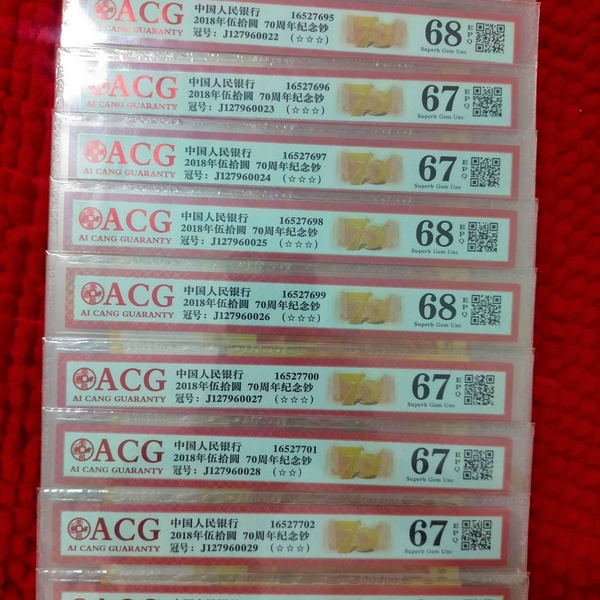 ACG 中国人民银行 16527695 68 EPQ
2018年伍拾圆 70周年纪念钞
AI CANG GUARANTY 冠号：J127960022 （☆☆☆） Superb Gem Unc
ACG 中国人民银行 16527696 67 EPQ
2018年伍拾圆 70周年纪念钞
AI CANG GUARANTY 冠号：J127960023 （☆☆☆） Superb Gem Unc
ACG 中国人民银行 16527697 67 EPQ
2018年伍拾圆 70周年纪念钞
AI CANG GUARANTY 冠号：J127960024 （☆☆☆） Superb Gem Unc
ACG 中国人民银行 16527698 68 EPQ
2018年伍拾圆 70周年纪念钞
AI CANG GUARANTY 冠号：J127960025 （☆☆☆） Superb Gem Unc
ACG 中国人民银行 16527699 68 EPQ
2018年伍拾圆 70周年纪念钞
AI CANG GUARANTY 冠号：J127960026 （☆☆☆） Superb Gem Unc
ACG 中国人民银行 16527700 67 EPQ
2018年伍拾圆 70周年纪念钞
AI CANG GUARANTY 冠号：J127960027 （☆☆☆） Superb Gem Unc
ACG 中国人民银行 16527701 67 EPQ
2018年伍拾圆 70周年纪念钞
AI CANG GUARANTY 冠号：J127960028 （☆☆） Superb Gem Unc
ACG 中国人民银行 16527702 67 EPQ
2018年伍拾圆 70周年纪念钞
AI CANG GUARANTY 冠号：J127960029 （☆☆☆） Superb Gem Unc